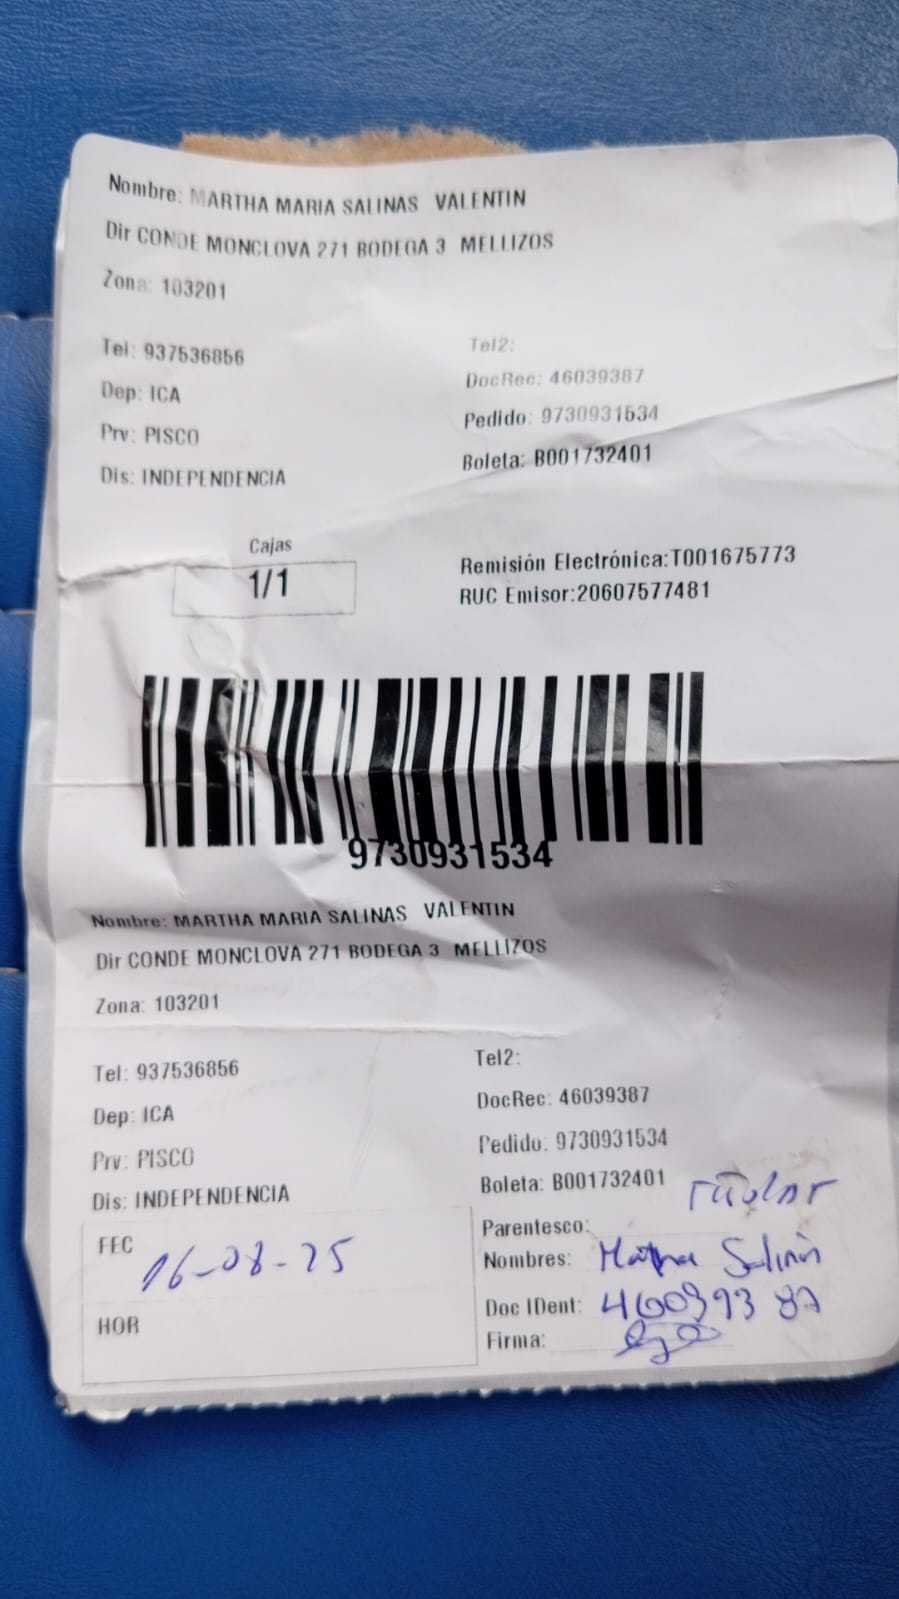 Nombre: MARTHA MARIA SALINAS VALENTIN
Dir CONDE MONCLOVA 271 BODEGA 3 MELLIZOS
Zona: 103201
Tel: 937536856 Tel2:
Dep: ICA DocRec: 46039387
Prv: PISCO Pedido: 9730931534
Dis: INDEPENDENCIA Boleta: B001732401
Cajas
1/1
Remisión Electrónica:T001675773
RUC Emisor:20607577481
9730931534
Nombre: MARTHA MARIA SALINAS VALENTIN
Dir CONDE MONCLOVA 271 BODEGA 3 MELLIZOS
Zona: 103201
Tel: 937536856 Tel2:
Dep: ICA DocRec: 46039387
Prv: PISCO Pedido: 9730931534
Dis: INDEPENDENCIA Boleta: B001732401
FEC 16-08-25
HOR
Parentesco: Titular
Nombres: Martha Salinas
Doc IDent: 46039387
Firma: